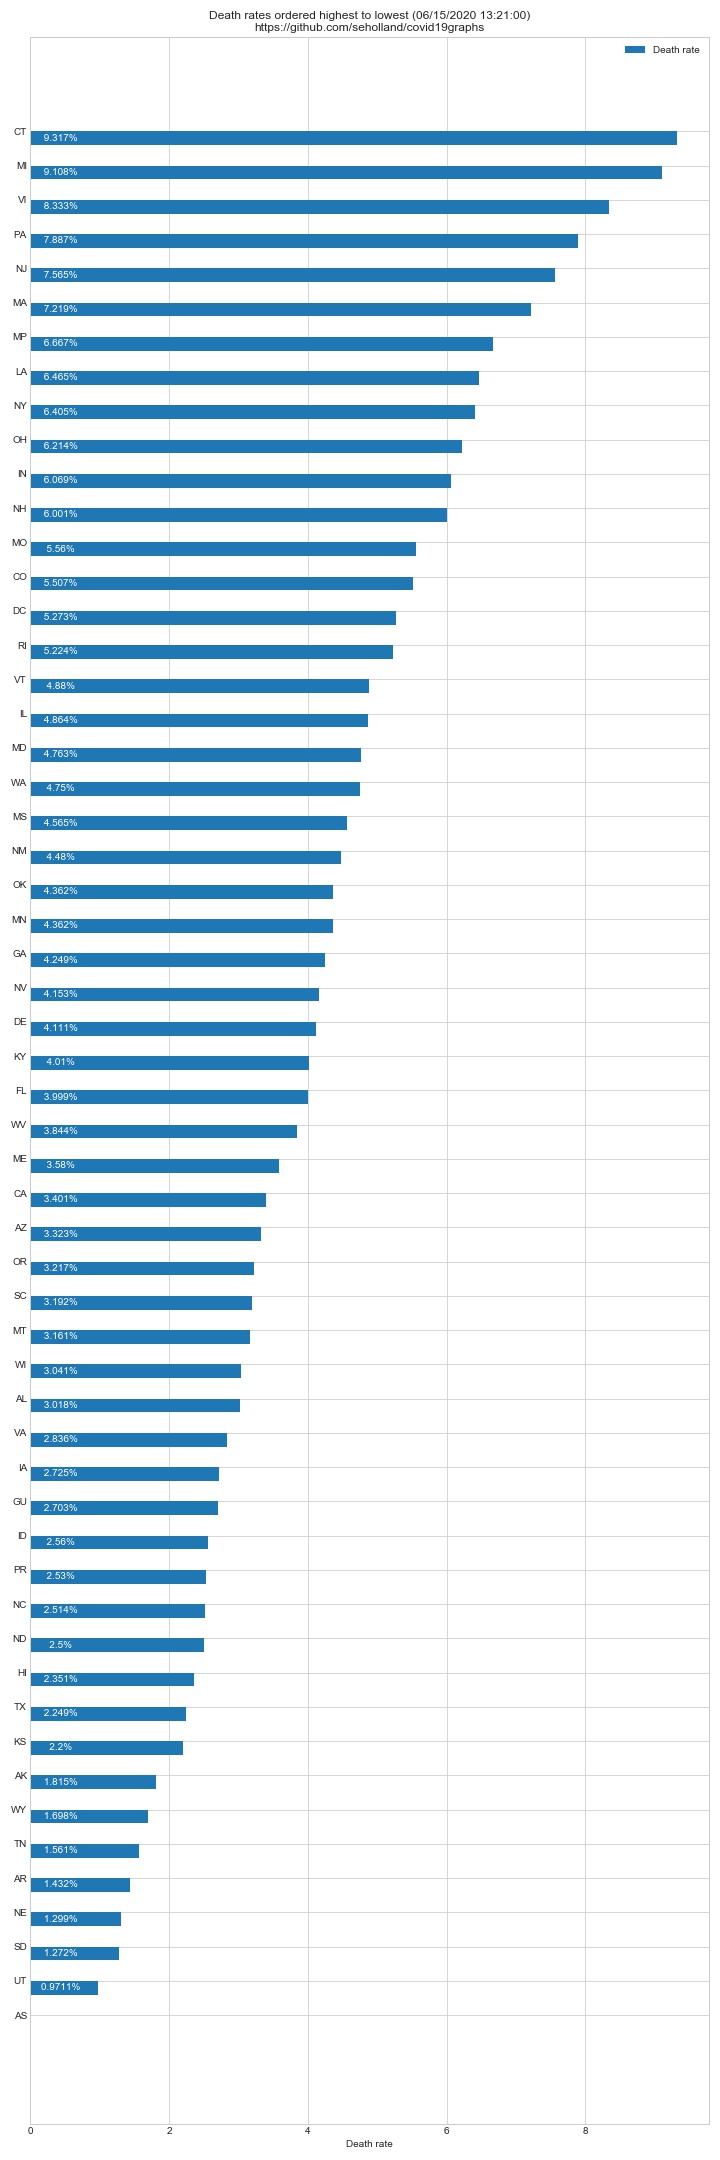 Death rates ordered highest to lowest (06/15/2020 13:21:00)
https://github.com/seholland/covid19graphs
Death rate
CT 9.317%
MI 9.108%
VI 8.333%
PA 7.887%
NJ 7.565%
MA 7.219%
MP 6.667%
LA 6.465%
NY 6.405%
OH 6.214%
IN 6.069%
NH 6.001%
MO 5.56%
CO 5.507%
DC 5.273%
RI 5.224%
VT 4.88%
IL 4.864%
MD 4.763%
WA 4.75%
MS 4.565%
NM 4.48%
OK 4.362%
MN 4.362%
GA 4.249%
NV 4.153%
DE 4.111%
KY 4.01%
FL 3.999%
WV 3.844%
ME 3.58%
CA 3.401%
AZ 3.323%
OR 3.217%
SC 3.192%
MT 3.161%
WI 3.041%
AL 3.018%
VA 2.836%
IA 2.725%
GU 2.703%
ID 2.56%
PR 2.53%
NC 2.514%
ND 2.5%
HI 2.351%
TX 2.249%
KS 2.2%
AK 1.815%
WY 1.698%
TN 1.561%
AR 1.432%
NE 1.299%
SD 1.272%
UT 0.9711%
AS
0 2 4 6 8
Death rate